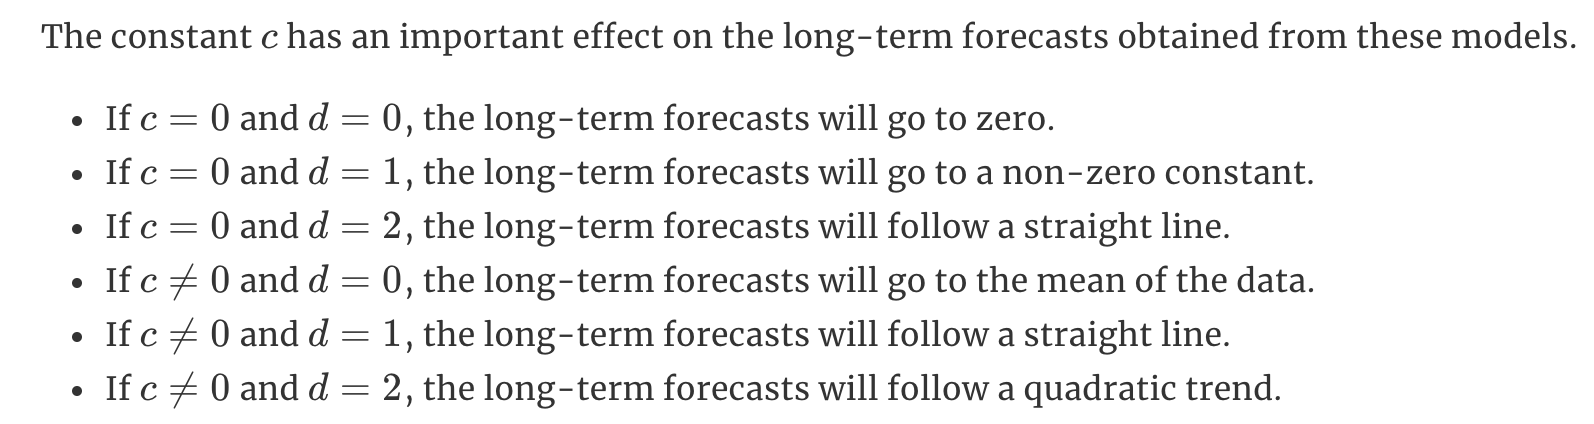 The constant c has an important effect on the long-term forecasts obtained from these models.
• If c = 0 and d = 0, the long-term forecasts will go to zero.
• If c = 0 and d = 1, the long-term forecasts will go to a non-zero constant.
• If c = 0 and d = 2, the long-term forecasts will follow a straight line.
• If c ≠ 0 and d = 0, the long-term forecasts will go to the mean of the data.
• If c ≠ 0 and d = 1, the long-term forecasts will follow a straight line.
• If c ≠ 0 and d = 2, the long-term forecasts will follow a quadratic trend.